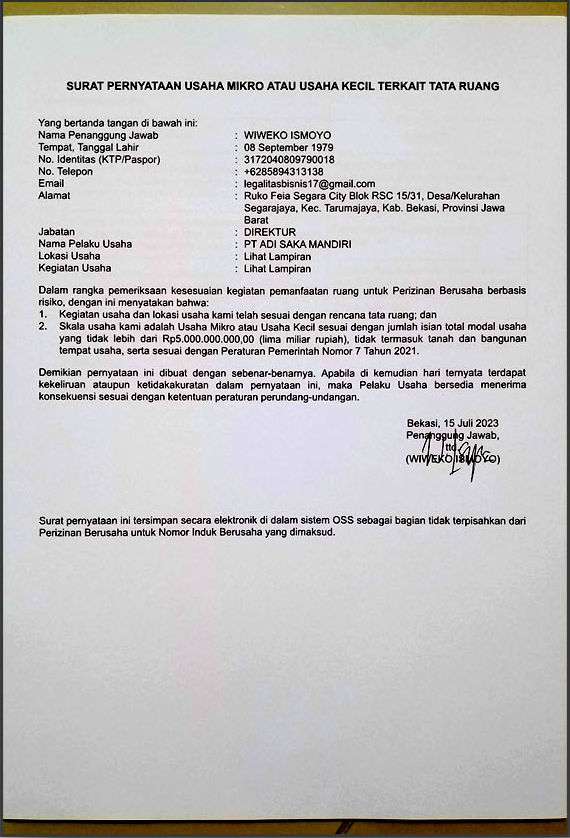 SURAT PERNYATAAN USAHA MIKRO ATAU USAHA KECIL TERKAIT TATA RUANG
Yang bertanda tangan di bawah ini:
Nama Penanggung Jawab : WIWEKO ISMOYO
Tempat, Tanggal Lahir : 08 September 1979
No. Identitas (KTP/Paspor) : 3172040809790018
No. Telepon : +6285894313138
Email : legalitasbisnis17@gmail.com
Alamat : Ruko Feia Segara City Blok RSC 15/31, Desa/Kelurahan
Segarajaya, Kec. Tarumajaya, Kab. Bekasi, Provinsi Jawa
Barat
Jabatan : DIREKTUR
Nama Pelaku Usaha : PT ADI SAKA MANDIRI
Lokasi Usaha : Lihat Lampiran
Kegiatan Usaha : Lihat Lampiran
Dalam rangka pemeriksaan kesesuaian kegiatan pemanfaatan ruang untuk Perizinan Berusaha berbasis
risiko, dengan ini menyatakan bahwa:
1. Kegiatan usaha dan lokasi usaha kami telah sesuai dengan rencana tata ruang; dan
2. Skala usaha kami adalah Usaha Mikro atau Usaha Kecil sesuai dengan jumlah isian total modal usaha
yang tidak lebih dari Rp5.000.000.000,00 (lima miliar rupiah), tidak termasuk tanah dan bangunan
tempat usaha, serta sesuai dengan Peraturan Pemerintah Nomor 7 Tahun 2021.
Demikian pernyataan ini dibuat dengan sebenar-benarnya. Apabila di kemudian hari ternyata terdapat
kekeliruan ataupun ketidakakuratan dalam pernyataan ini, maka Pelaku Usaha bersedia menerima
konsekuensi sesuai dengan ketentuan peraturan perundang-undangan.
Bekasi, 15 Juli 2023
Penanggung Jawab,
ttd
(WIWEKO ISMOYO)
Surat pernyataan ini tersimpan secara elektronik di dalam sistem OSS sebagai bagian tidak terpisahkan dari
Perizinan Berusaha untuk Nomor Induk Berusaha yang dimaksud.